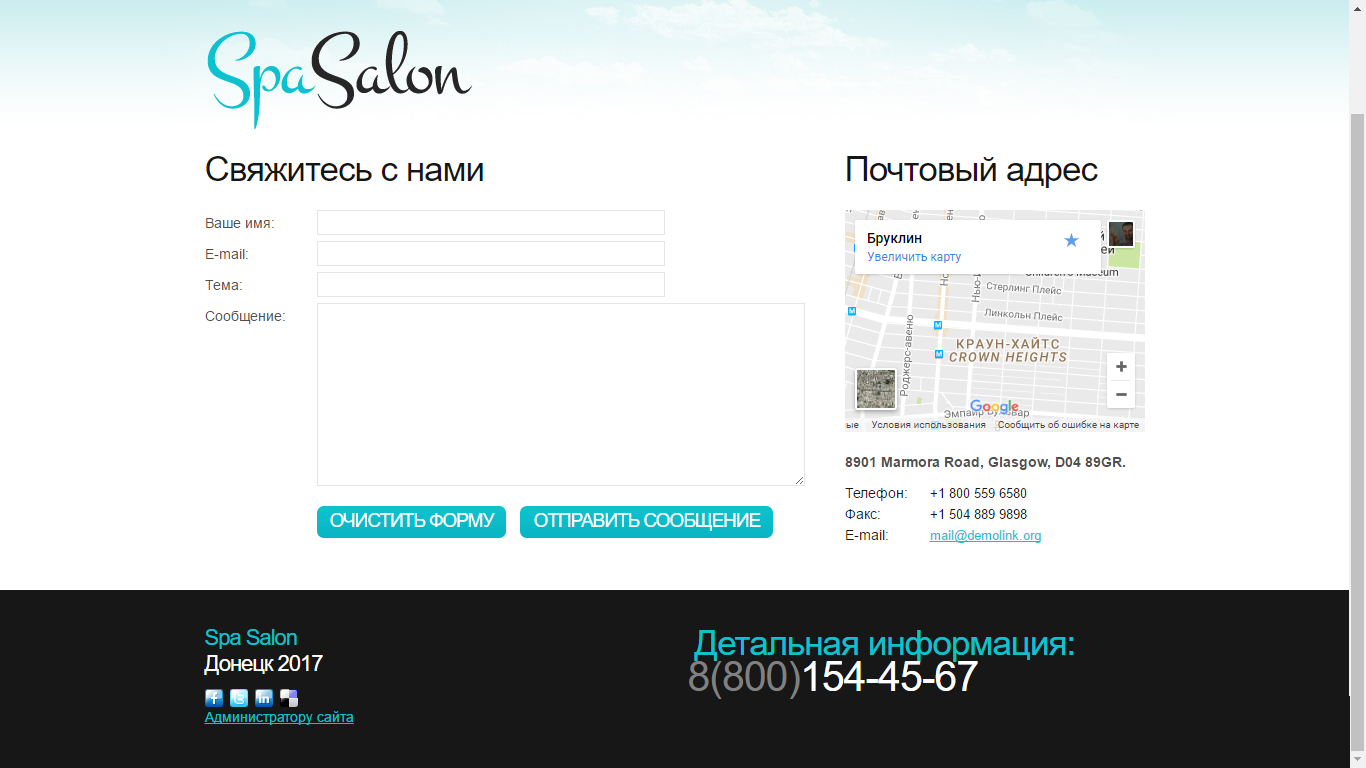 SpaSalon
Свяжитесь с нами
Ваше имя:
E-mail:
Тема:
Сообщение:
ОЧИСТИТЬ ФОРМУ
ОТПРАВИТЬ СООБЩЕНИЕ
Почтовый адрес
Бруклин
Увеличить карту
Children's Museum
Стерлинг Плейс
Линкольн Плейс
КРАУН-ХАЙТС
CROWN HEIGHTS
Роджерс-авеню
Google
Условия использования
Сообщить об ошибке на карте
8901 Marmora Road, Glasgow, D04 89GR.
Телефон: +1 800 559 6580
Факс: +1 504 889 9898
E-mail: mail@demolink.org
Spa Salon
Донецк 2017
Администратору сайта
Детальная информация:
8(800)154-45-67